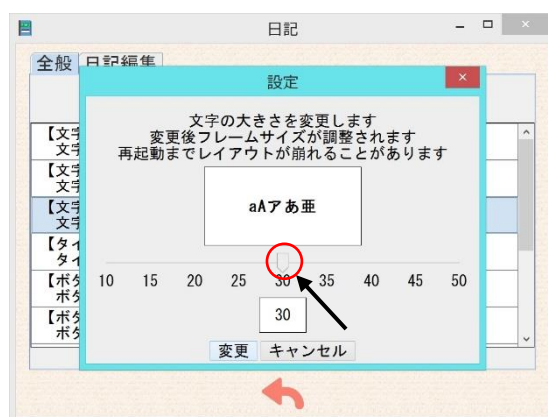 日記
全般 日記編集
設定
文字の大きさを変更します
変更後フレームサイズが調整されます
再起動までレイアウトが崩れることがあります
aAアあ亜
10 15 20 25 30 35 40 45 50
30
変更 キャンセル
【文字
文字
【文字
文字
【文字
文字
【タイ
タイ
【ボタ
ボタ
【ボタ
ボタ